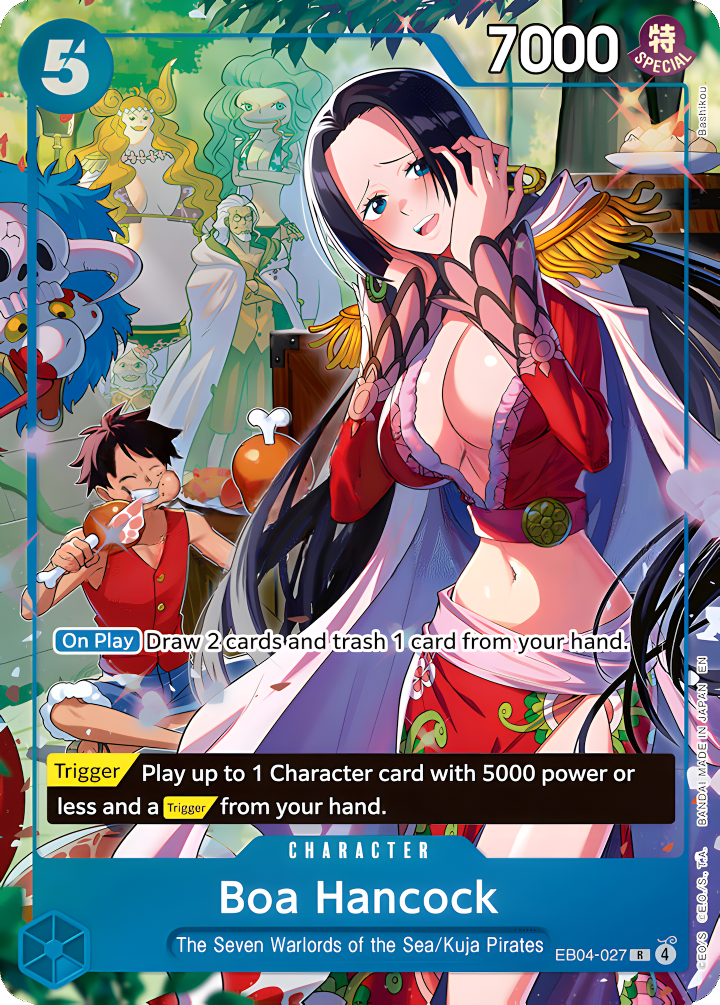 5
7000
特
SPECIAL
Bashikou
On Play Draw 2 cards and trash 1 card from your hand.
Trigger Play up to 1 Character card with 5000 power or
less and a Trigger from your hand.
CHARACTER
Boa Hancock
The Seven Warlords of the Sea/Kuja Pirates
EB04-027 R 4
©E.O/S ©E.O./S., T.A. BANDAI MADE IN JAPAN EN